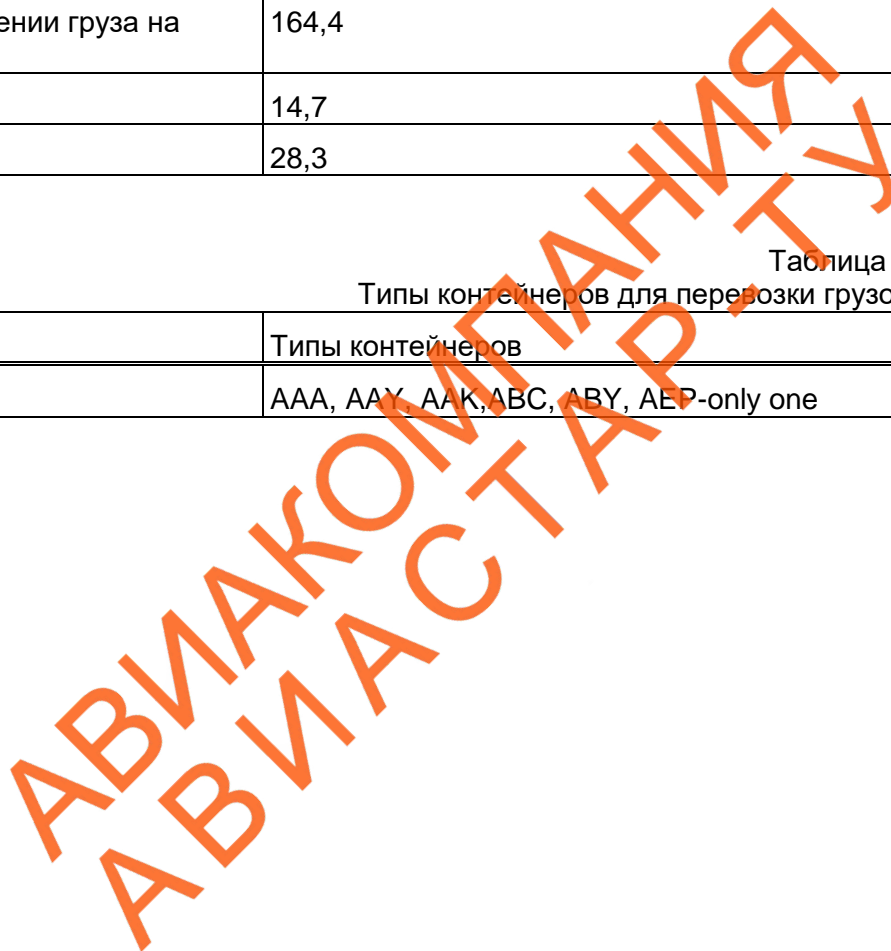 ении груза на 164,4
14,7
28,3
Таблица
Типы контейнеров для перевозки грузо
Типы контейнеров
AAA, AAY, AAK,ABC, ABY, AEP-only one
АВИАКОМПАНИЯ
АВИАСТАР-ТУ